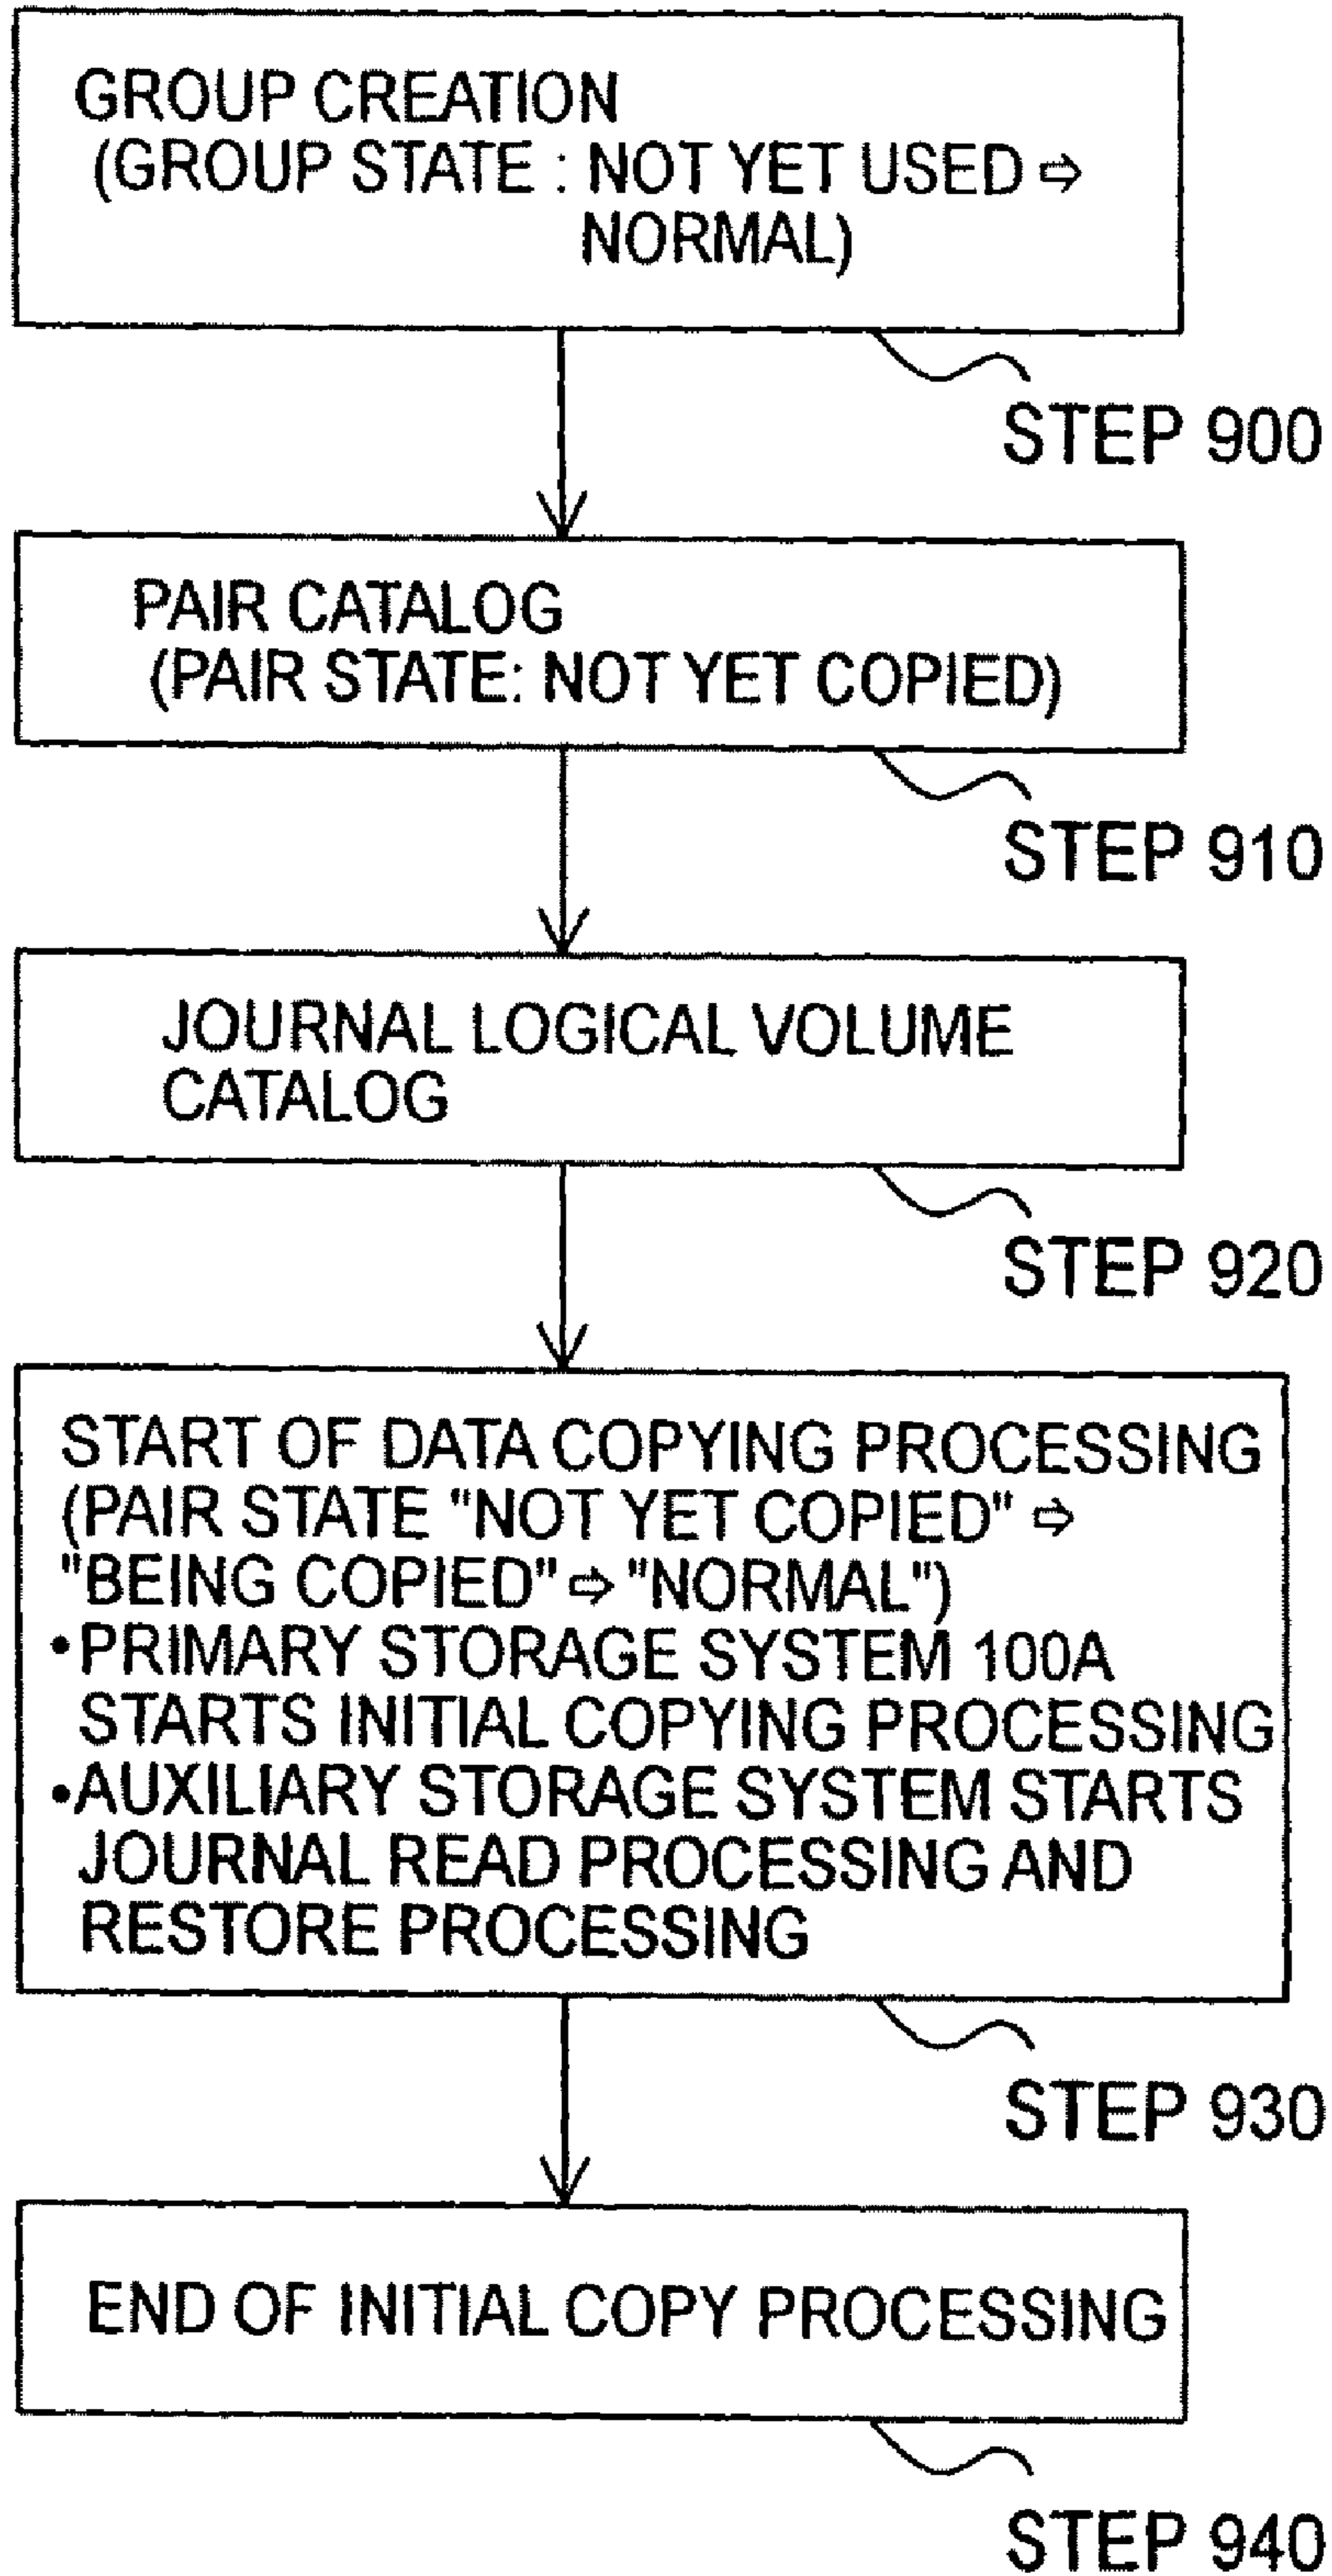 GROUP CREATION
(GROUP STATE : NOT YET USED ⇨
NORMAL)
STEP 900
PAIR CATALOG
(PAIR STATE: NOT YET COPIED)
STEP 910
JOURNAL LOGICAL VOLUME
CATALOG
STEP 920
START OF DATA COPYING PROCESSING
(PAIR STATE "NOT YET COPIED" ⇨
"BEING COPIED" ⇨ "NORMAL")
•PRIMARY STORAGE SYSTEM 100A
STARTS INITIAL COPYING PROCESSING
•AUXILIARY STORAGE SYSTEM STARTS
JOURNAL READ PROCESSING AND
RESTORE PROCESSING
STEP 930
END OF INITIAL COPY PROCESSING
STEP 940